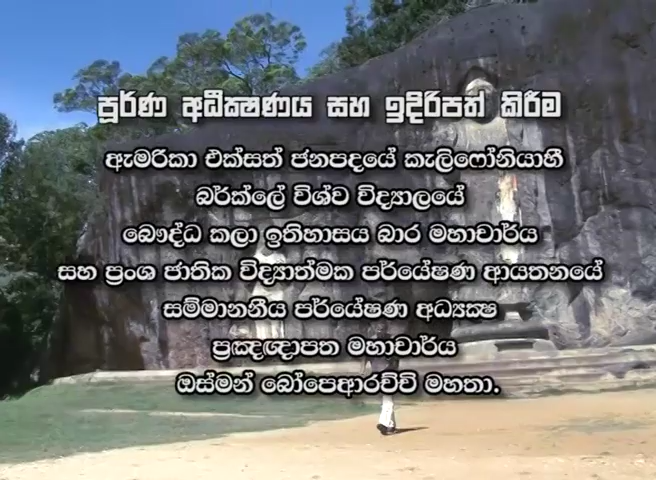 පූර්ණ අධීක්ෂණය සහ ඉදිරිපත් කිරීම
ඇමරිකා එක්සත් ජනපදයේ කැලිෆෝනියාහී
බර්ක්ලේ විශ්ව විද්‍යාලයේ
බෞද්ධ කලා ඉතිහාසය බාර මහාචාර්ය
සහ ප්‍රංශ ජාතික විද්‍යාත්මක පර්යේෂණ ආයතනයේ
සම්මානනීය පර්යේෂණ අධ්‍යක්ෂ
ප්‍රඥාපත මහාචාර්ය
ඔස්මන් බෝපෙආරච්චි මහතා.